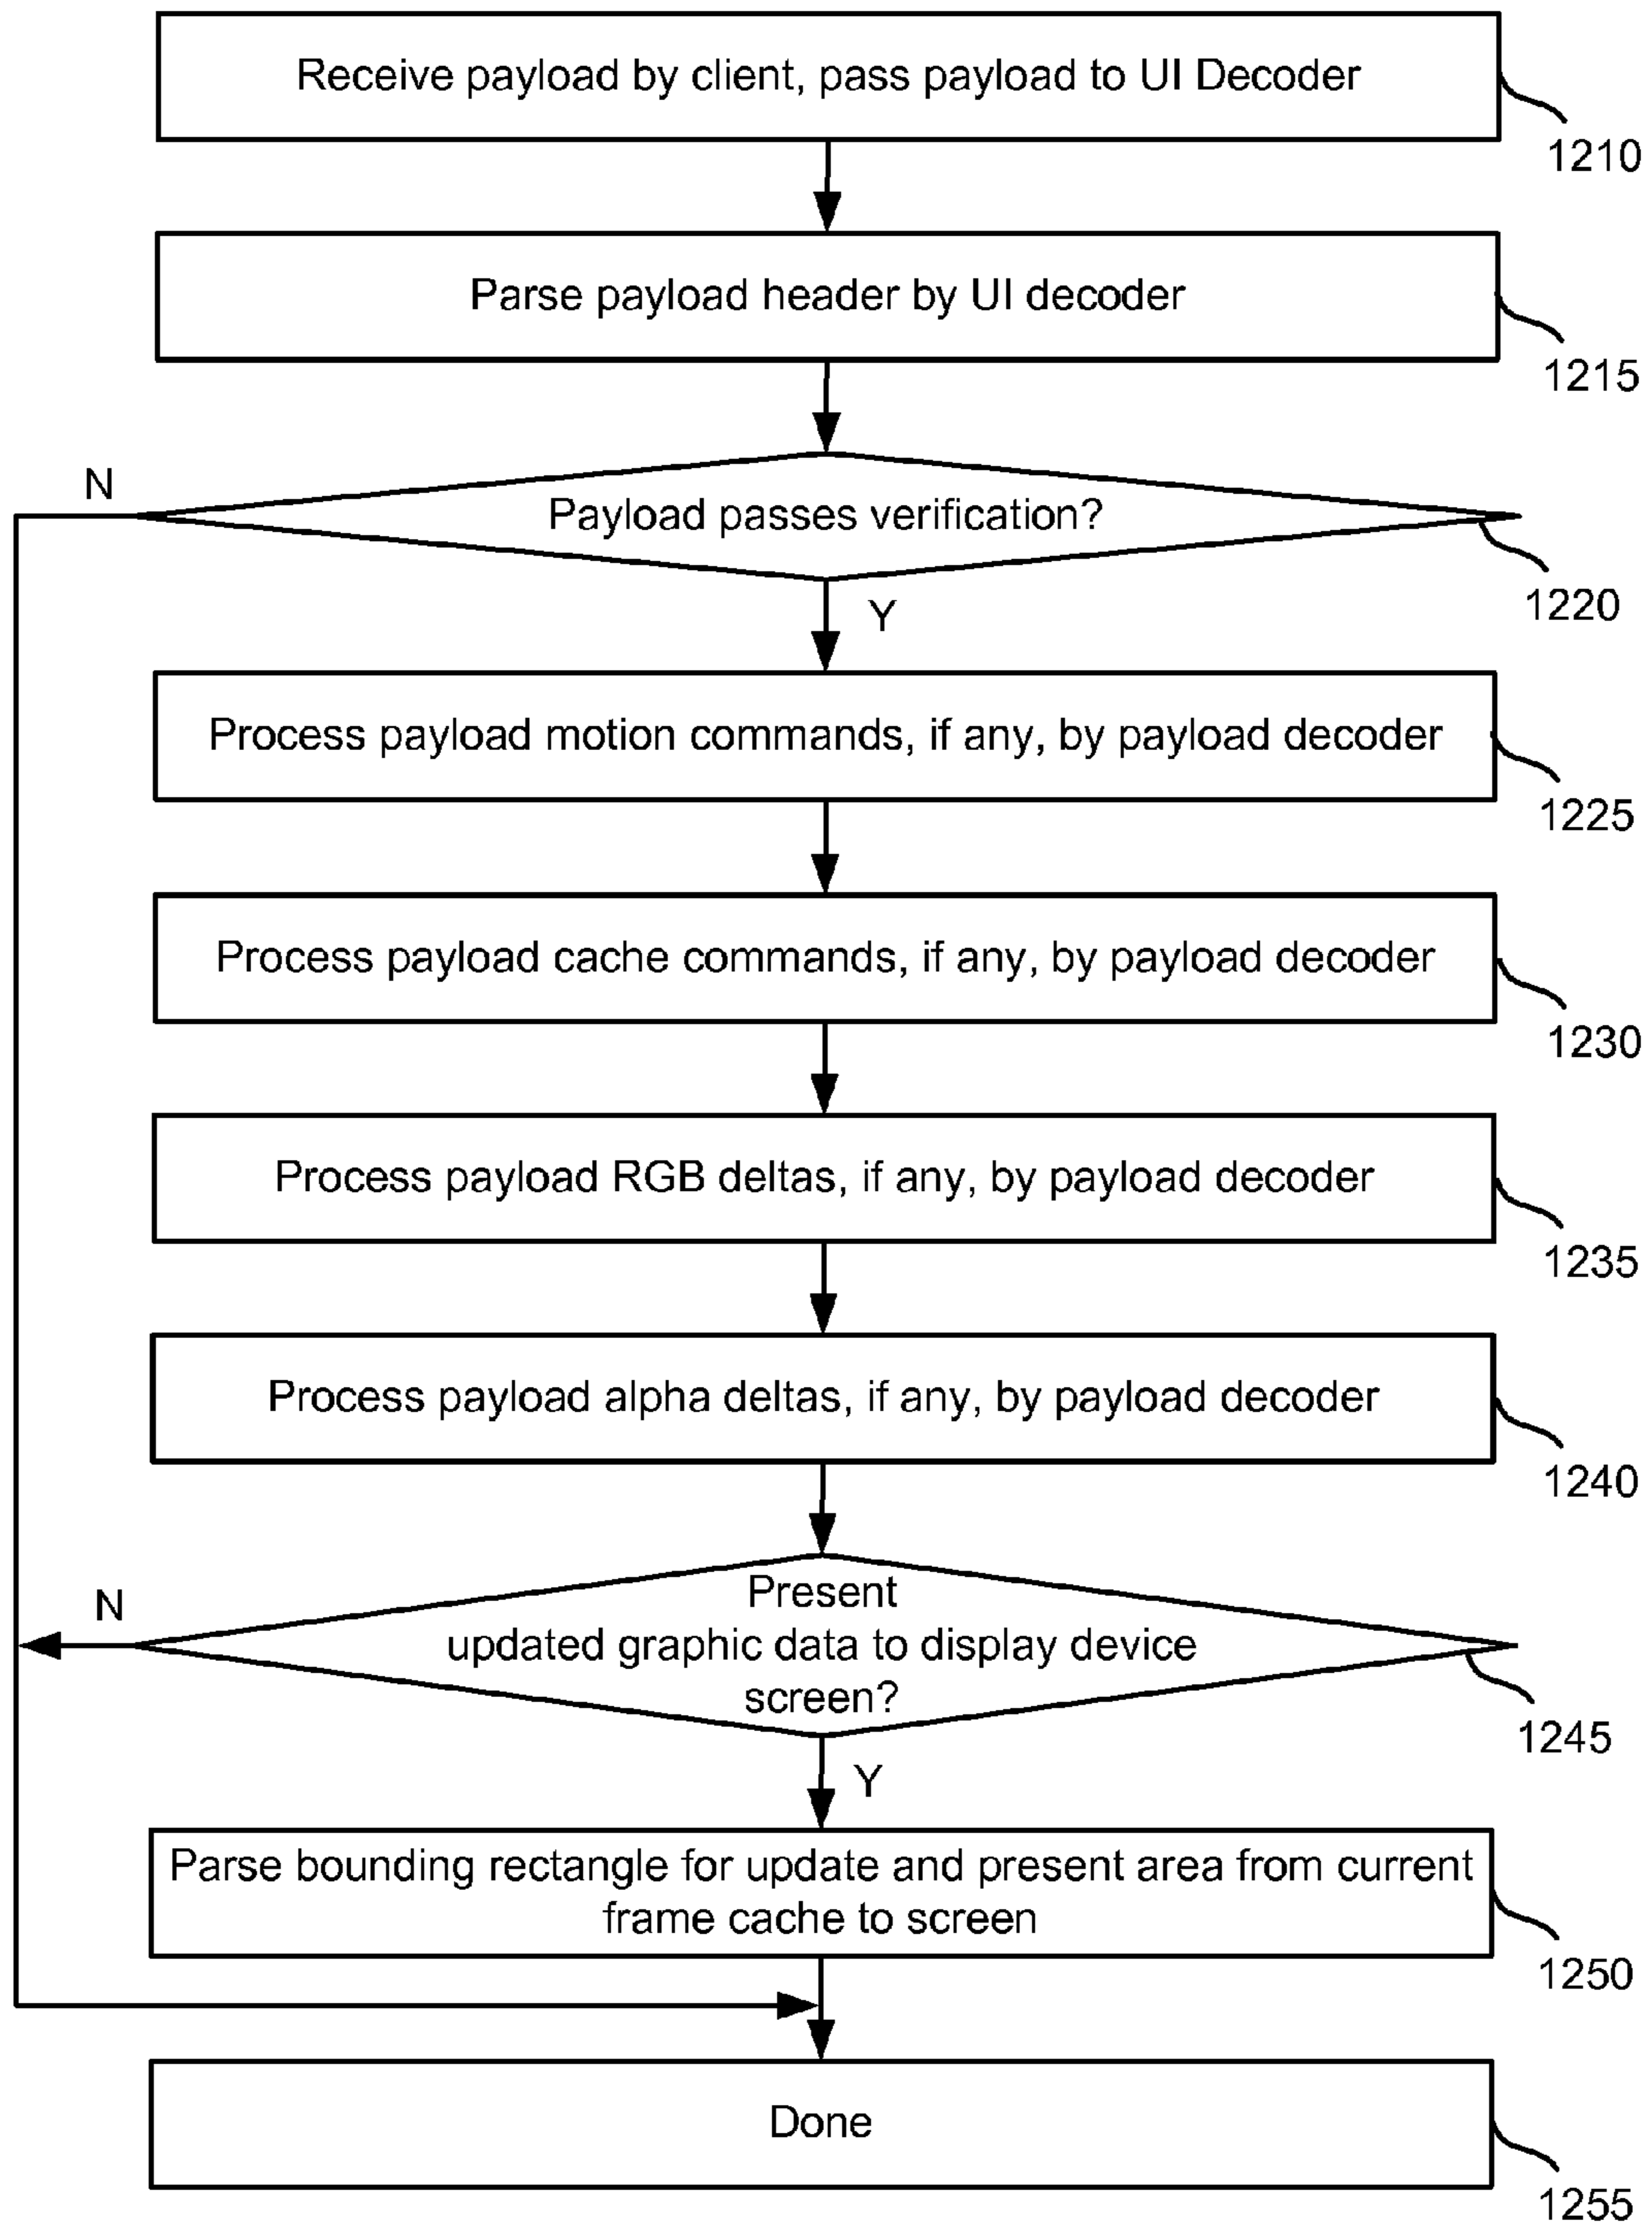 Receive payload by client, pass payload to UI Decoder
1210
Parse payload header by UI decoder
1215
N
Payload passes verification?
1220
Y
Process payload motion commands, if any, by payload decoder
1225
Process payload cache commands, if any, by payload decoder
1230
Process payload RGB deltas, if any, by payload decoder
1235
Process payload alpha deltas, if any, by payload decoder
1240
N
Present
updated graphic data to display device
screen?
1245
Y
Parse bounding rectangle for update and present area from current
frame cache to screen
1250
Done
1255